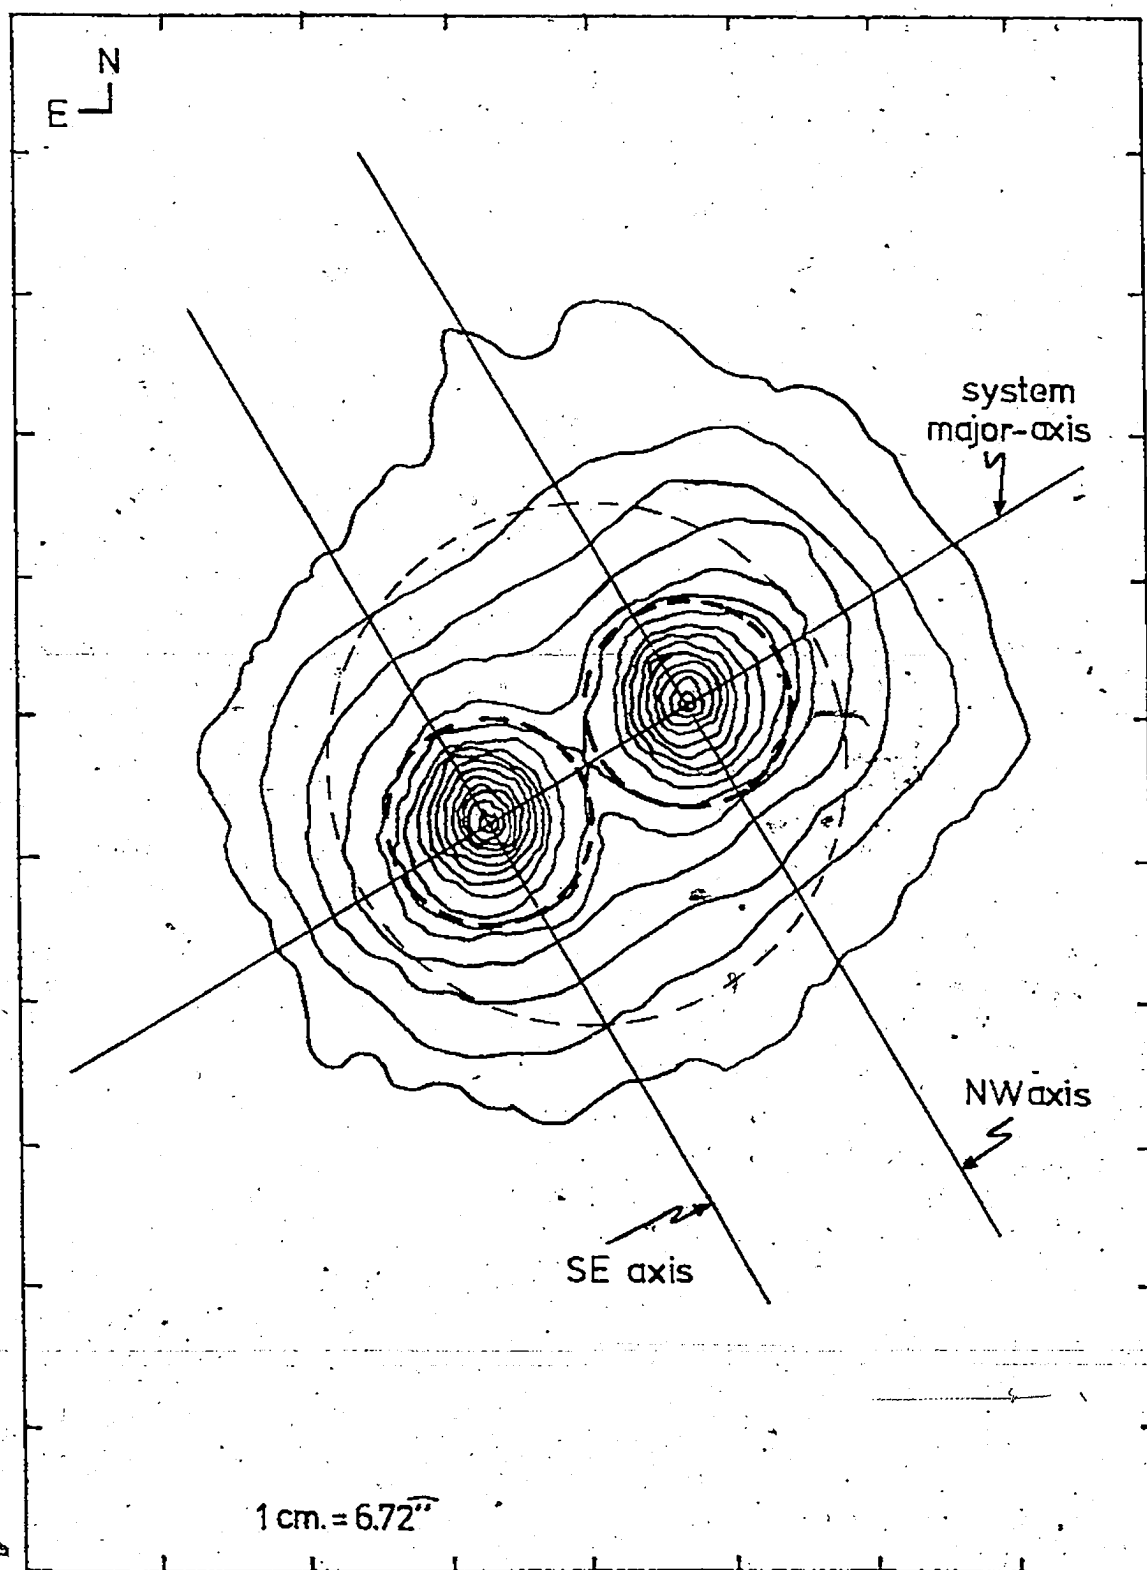 N
E
system
major-axis
NW axis
SE axis
1 cm. = 6.72"